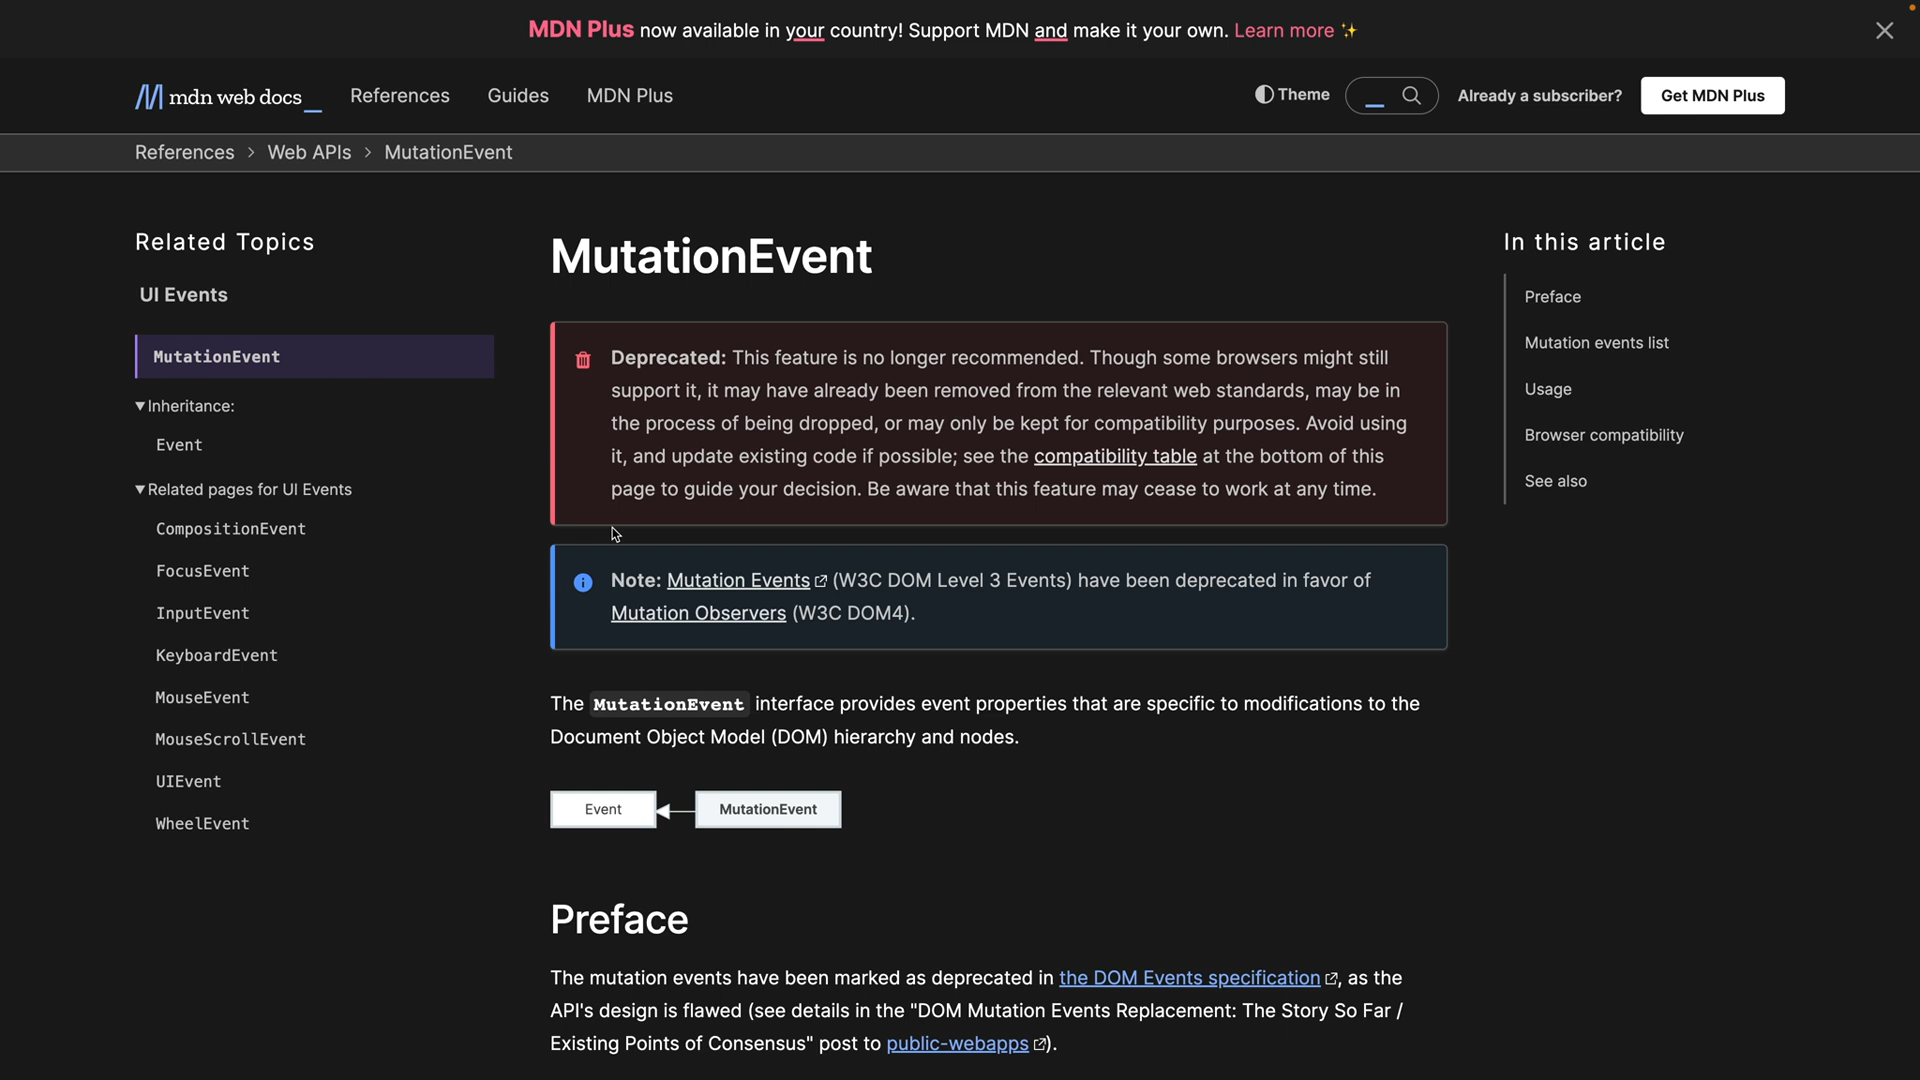 MDN Plus now available in your country! Support MDN and make it your own. Learn more ✨
mdn web docs_
References
Guides
MDN Plus
Theme
Already a subscriber?
Get MDN Plus
References > Web APIs > MutationEvent
Related Topics
UI Events
MutationEvent
▼Inheritance:
Event
▼Related pages for UI Events
CompositionEvent
FocusEvent
InputEvent
KeyboardEvent
MouseEvent
MouseScrollEvent
UIEvent
WheelEvent
MutationEvent
Deprecated: This feature is no longer recommended. Though some browsers might still
support it, it may have already been removed from the relevant web standards, may be in
the process of being dropped, or may only be kept for compatibility purposes. Avoid using
it, and update existing code if possible; see the compatibility table at the bottom of this
page to guide your decision. Be aware that this feature may cease to work at any time.
Note: Mutation Events (W3C DOM Level 3 Events) have been deprecated in favor of
Mutation Observers (W3C DOM4).
The MutationEvent interface provides event properties that are specific to modifications to the
Document Object Model (DOM) hierarchy and nodes.
Event
MutationEvent
Preface
The mutation events have been marked as deprecated in the DOM Events specification, as the
API's design is flawed (see details in the "DOM Mutation Events Replacement: The Story So Far /
Existing Points of Consensus" post to public-webapps).
In this article
Preface
Mutation events list
Usage
Browser compatibility
See also